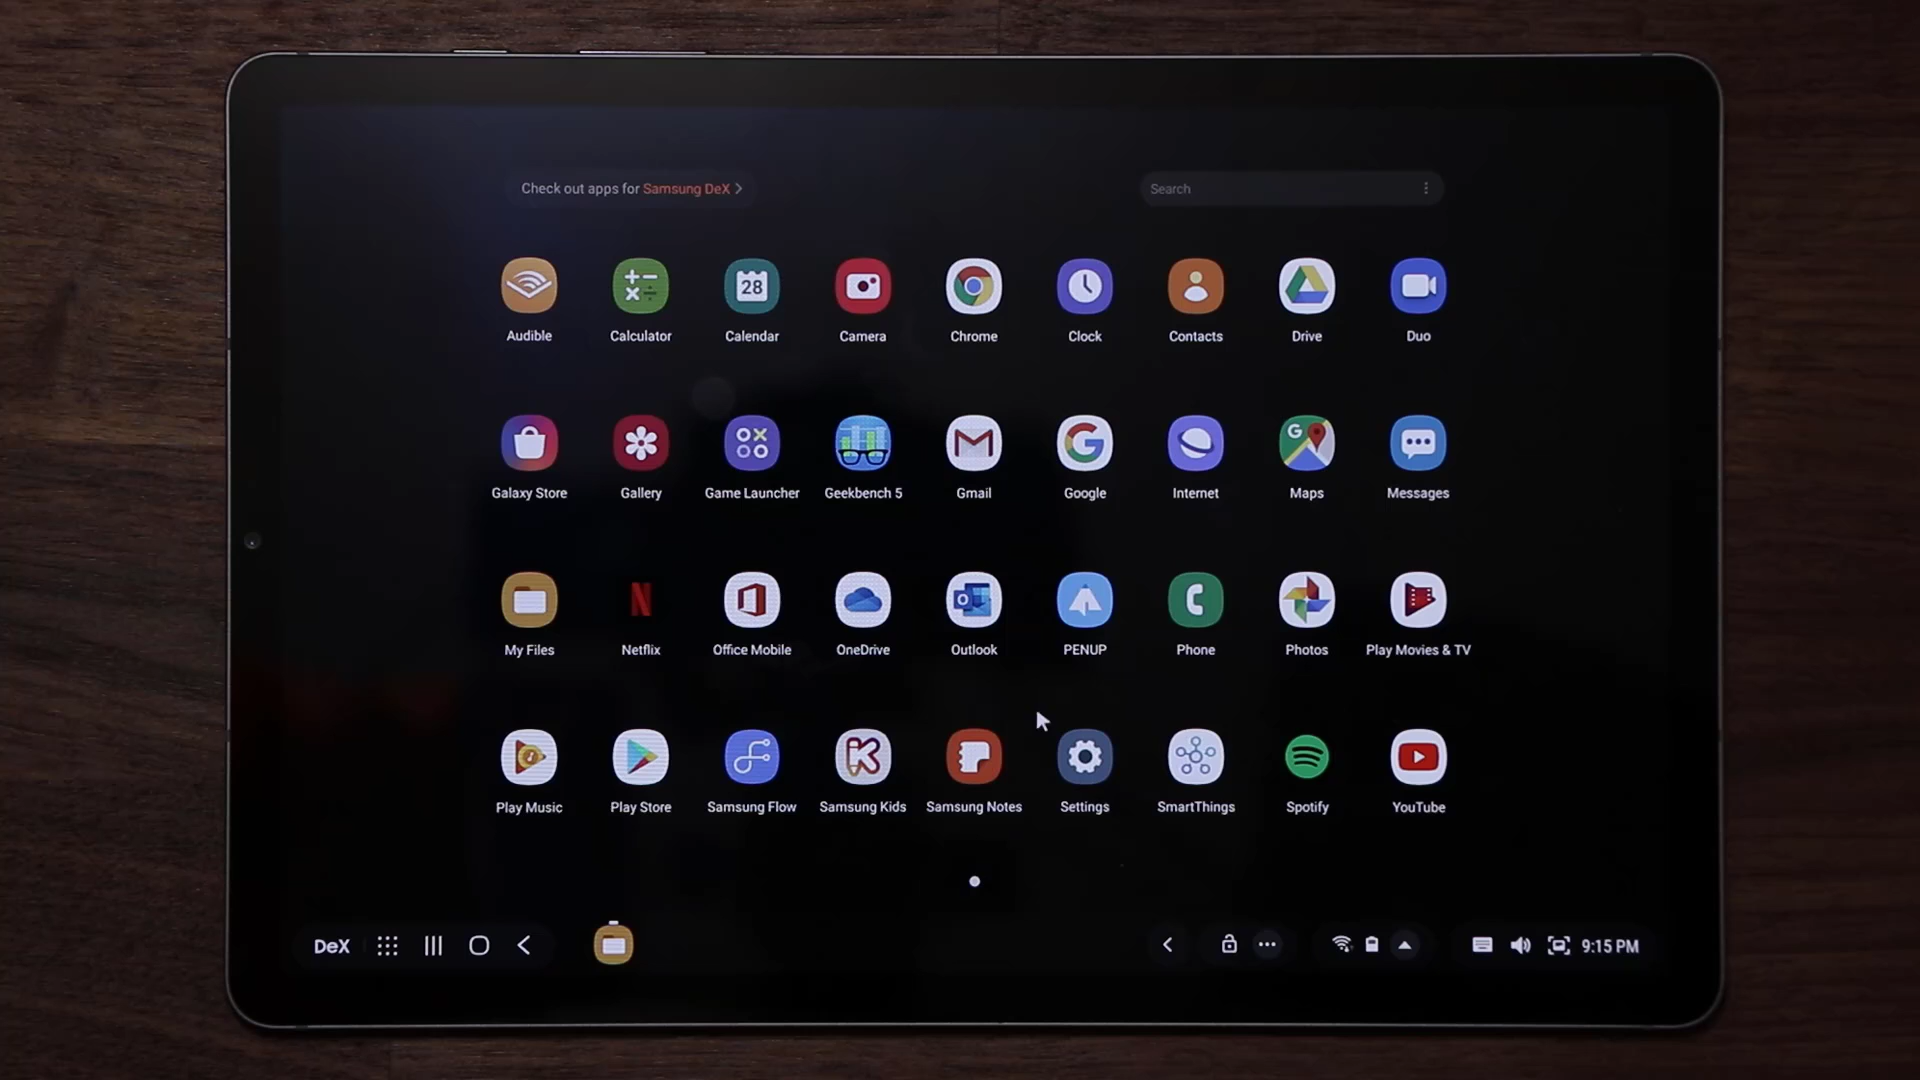 Check out apps for Samsung DeX >
Search
28
Audible Calculator Calendar Camera Chrome Clock Contacts Drive Duo
G
Galaxy Store Gallery Game Launcher Geekbench 5 Gmail Google Internet Maps Messages
My Files Netflix Office Mobile OneDrive Outlook PENUP Phone Photos Play Movies & TV
Play Music Play Store Samsung Flow Samsung Kids Samsung Notes Settings SmartThings Spotify YouTube
DeX 9:15 PM